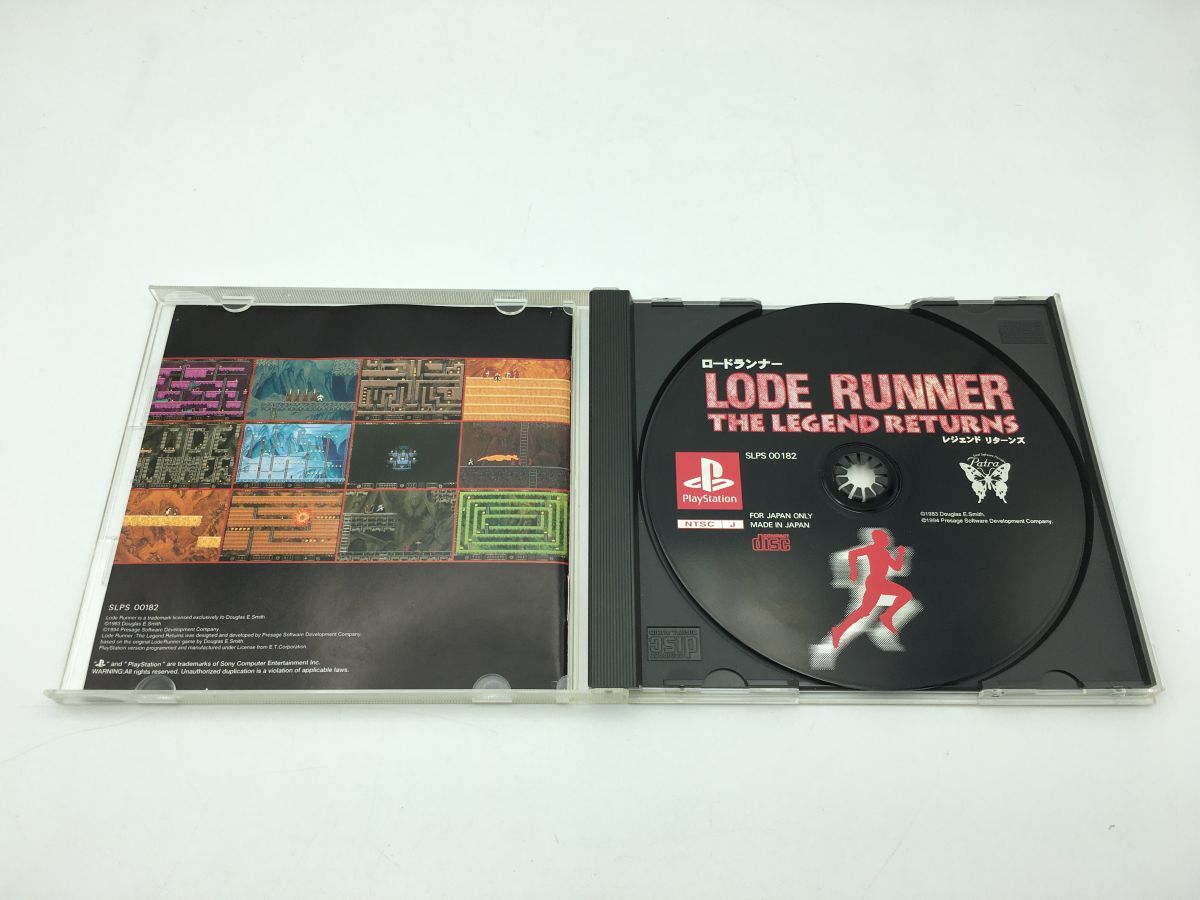 SLPS 00182
Lode Runner is a trademark licensed exclusively to Douglas E.Smith.
©1983 Douglas E.Smith.
©1994 Presage Software Development Company.
Lode Runner :The Legend Returns was designed and developed by Presage Software Development Company.
based on the original LodeRunner game by Douglas E.Smith
PlayStation version programmed and manufactured under License from E.T.Corporation.
" " and " PlayStation" are trademarks of Sony Computer Entertainment Inc.
WARNING:All rights reserved. Unauthorized duplication is a violation of applicable laws.
LODE
ロードランナー
LODE RUNNER
THE LEGEND RETURNS
レジェンド リターンズ
SLPS 00182
PlayStation
NTSC J
FOR JAPAN ONLY
MADE IN JAPAN
COMPACT
disc
Patra
©1983 Douglas E.Smith.
©1994 Presage Software Development Company.